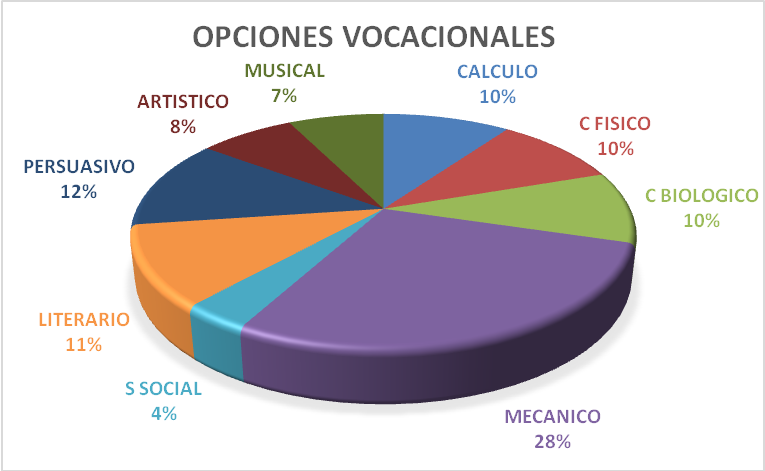 OPCIONES VOCACIONALES
CALCULO
10%
C FISICO
10%
C BIOLOGICO
10%
MECANICO
28%
S SOCIAL
4%
LITERARIO
11%
PERSUASIVO
12%
ARTISTICO
8%
MUSICAL
7%